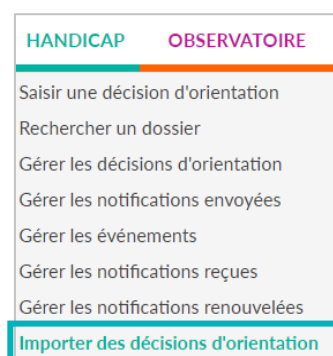 HANDICAP OBSERVATOIRE
Saisir une décision d'orientation
Rechercher un dossier
Gérer les décisions d'orientation
Gérer les notifications envoyées
Gérer les événements
Gérer les notifications reçues
Gérer les notifications renouvelées
Importer des décisions d'orientation